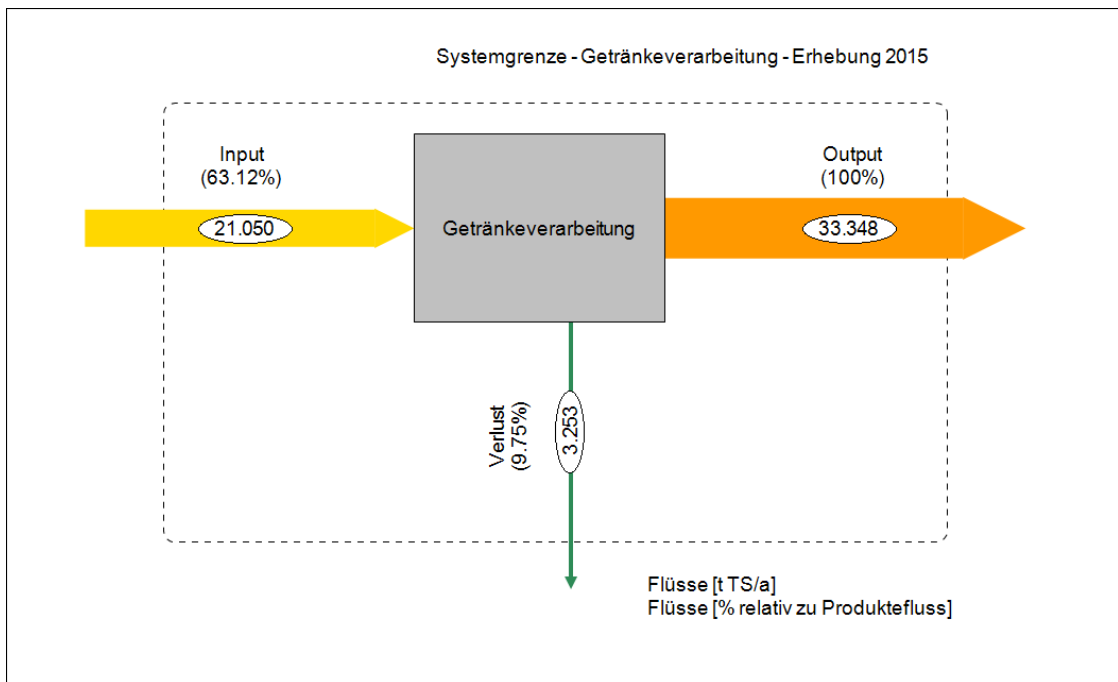 Systemgrenze - Getränkeverarbeitung - Erhebung 2015
Input
(63.12%)
21.050
Getränkeverarbeitung
Output
(100%)
33.348
Verlust
(9.75%)
3.253
Flüsse [t TS/a]
Flüsse [% relativ zu Produktefluss]